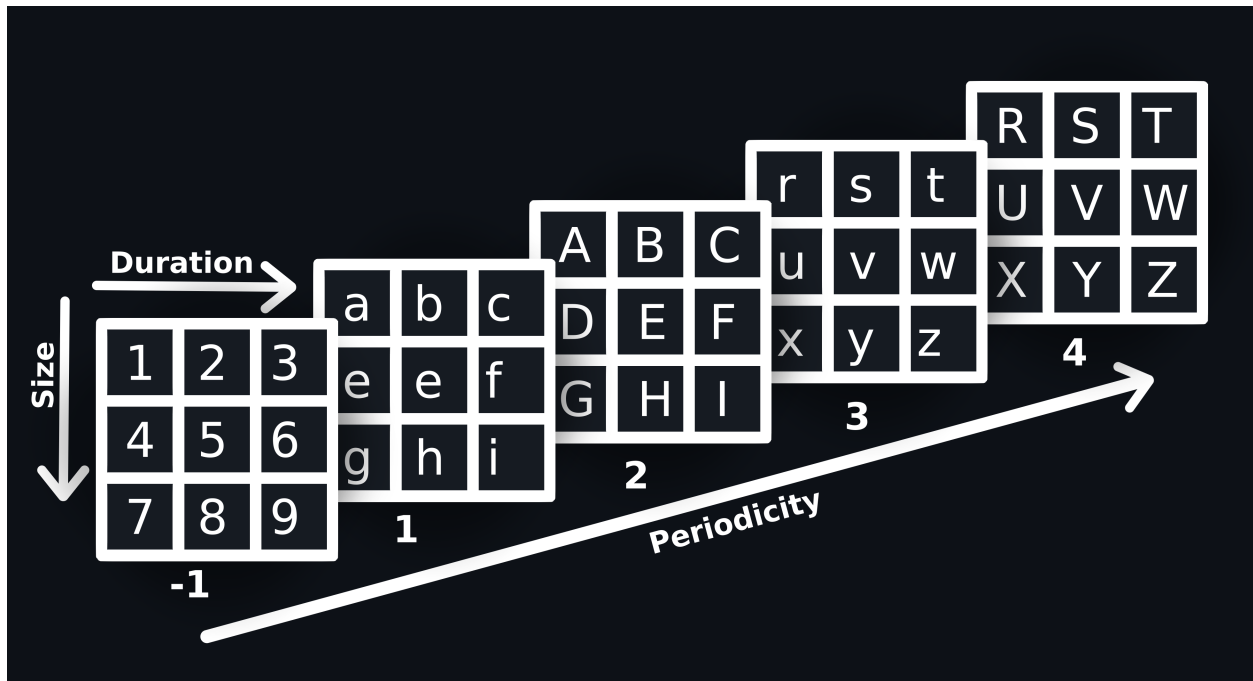 Duration
Size
1 2 3
4 5 6
7 8 9
-1
a b c
e e f
g h i
1
A B C
D E F
G H I
2
r s t
u v w
x y z
3
R S T
U V W
X Y Z
4
Periodicity